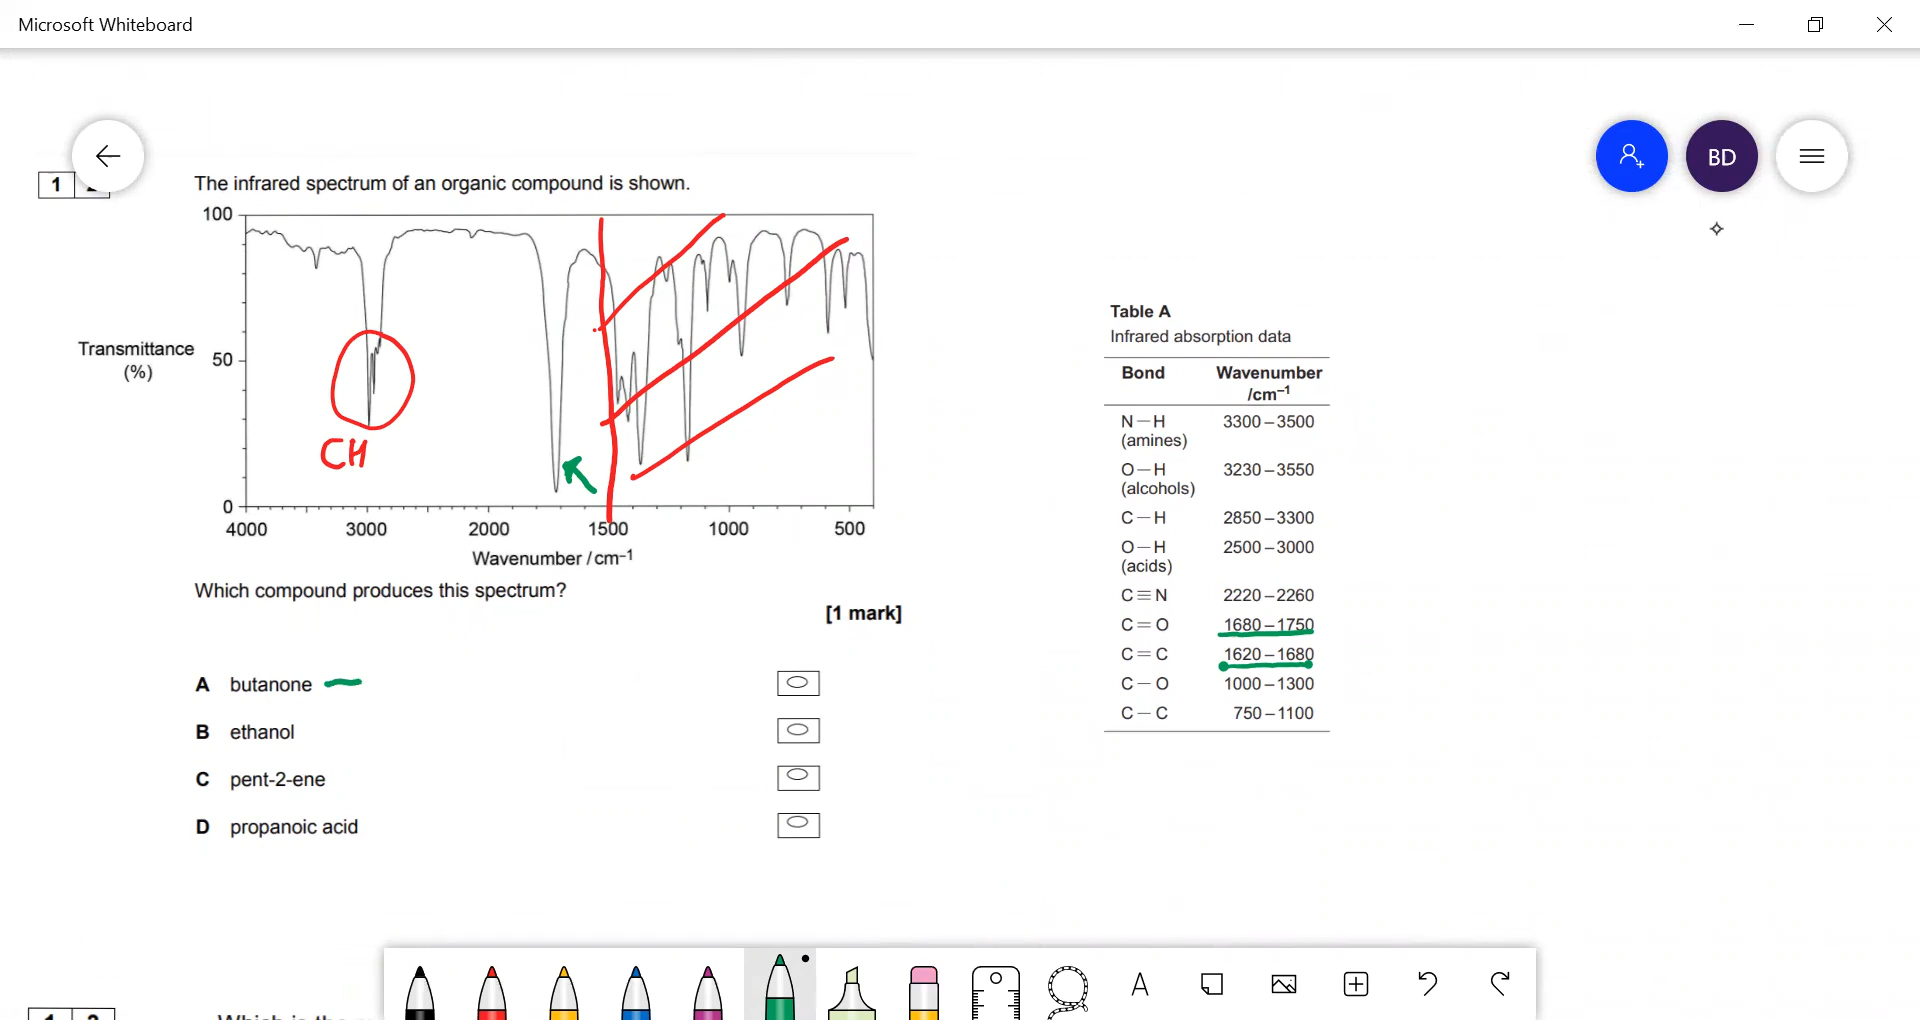 Microsoft Whiteboard
BD
1
The infrared spectrum of an organic compound is shown.
100
Transmittance
(%)
50
0
CH
4000 3000 2000 1500 1000 500
Wavenumber / cm⁻¹
Which compound produces this spectrum?
[1 mark]
A butanone
B ethanol
C pent-2-ene
D propanoic acid
Table A
Infrared absorption data
Bond Wavenumber
/cm⁻¹
N–H 3300–3500
(amines)
O–H 3230–3550
(alcohols)
C–H 2850–3300
O–H 2500–3000
(acids)
C≡N 2220–2260
C=O 1680–1750
C=C 1620–1680
C–O 1000–1300
C–C 750–1100
Which is the
A